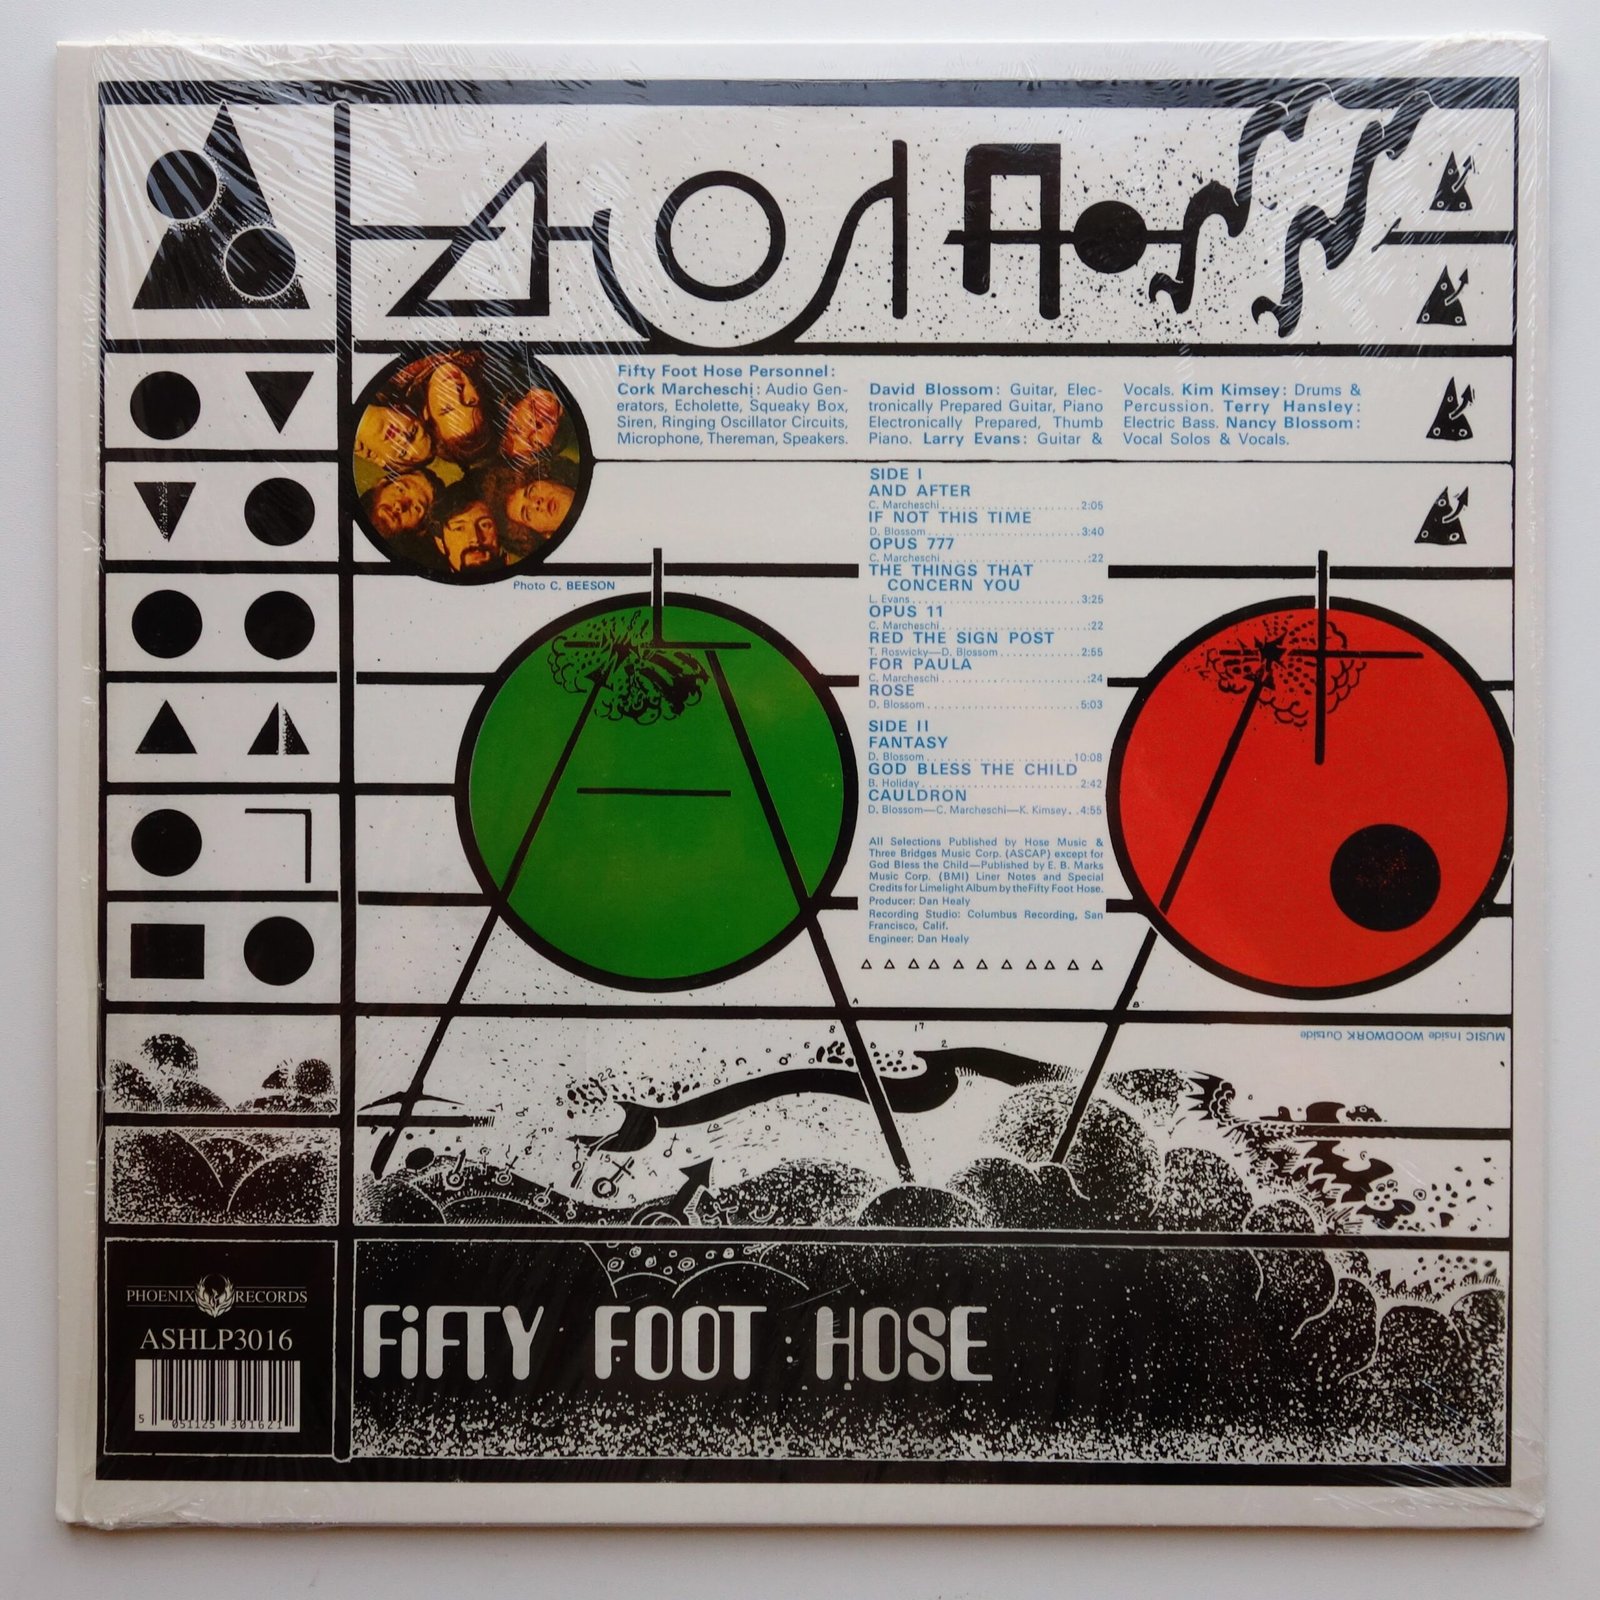 Fifty Foot Hose Personnel:
Cork Marcheschi: Audio Gen-
erators, Echolette, Squeaky Box,
Siren, Ringing Oscillator Circuits,
Microphone, Thereman, Speakers.
David Blossom: Guitar, Elec-
tronically Prepared Guitar, Piano
Electronically Prepared, Thumb
Piano. Larry Evans: Guitar &
Vocals. Kim Kimsey: Drums &
Percussion. Terry Hansley:
Electric Bass. Nancy Blossom:
Vocal Solos & Vocals.
Photo C. BEESON
SIDE I
AND AFTER
C. Marcheschi 2:05
IF NOT THIS TIME
D. Blossom 3:40
OPUS 777
C. Marcheschi :22
THE THINGS THAT
CONCERN YOU
L. Evans 3:25
OPUS 11
C. Marcheschi :22
RED THE SIGN POST
T. Roswicky—D. Blossom 2:55
FOR PAULA
C. Marcheschi :24
ROSE
D. Blossom 5:03
SIDE II
FANTASY
D. Blossom 10:08
GOD BLESS THE CHILD
B. Holiday 2:42
CAULDRON
D. Blossom—C. Marcheschi—K. Kimsey 4:55
All Selections Published by Hose Music &
Three Bridges Music Corp. (ASCAP) except for
God Bless the Child—Published by E. B. Marks
Music Corp. (BMI) Liner Notes and Special
Credits for Limelight Album by the Fifty Foot Hose.
Producer: Dan Healy
Recording Studio: Columbus Recording, San
Francisco, Calif.
Engineer: Dan Healy
A
B
MUSIC Inside WOODWORK Outside
8
17
2
22
15
PHOENIX RECORDS
ASHLP3016
5 051125 301621
FiFTY FOOT HOSE